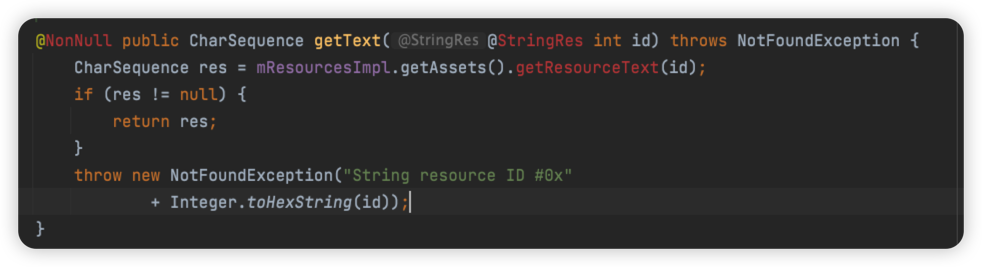 @NonNull public CharSequence getText( @StringRes @StringRes int id) throws NotFoundException {
    CharSequence res = mResourcesImpl.getAssets().getResourceText(id);
    if (res != null) {
        return res;
    }
    throw new NotFoundException("String resource ID #0x"
            + Integer.toHexString(id));
}